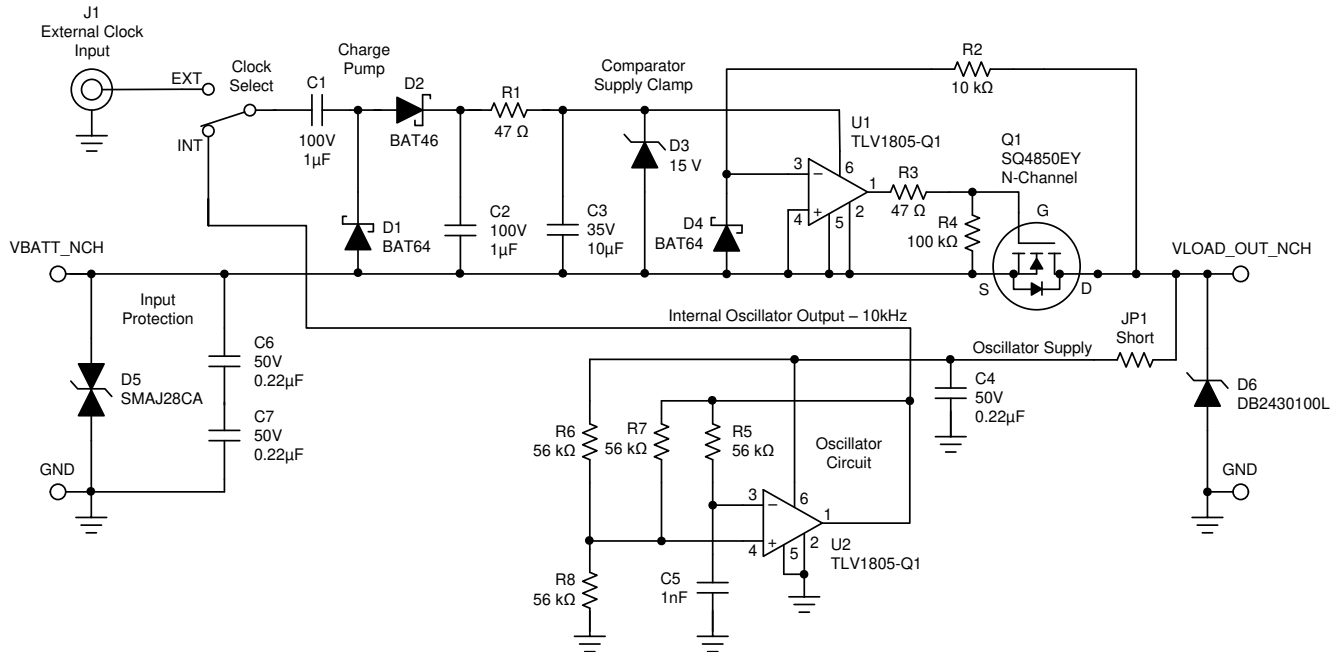 J1
External Clock
Input
EXT
Clock
Select
INT
C1
100V
1µF
Charge
Pump
D2
BAT46
R1
47 Ω
D1
BAT64
C2
100V
1µF
C3
35V
10µF
Comparator
Supply Clamp
D3
15 V
R2
10 kΩ
U1
TLV1805-Q1
3
−
+
4
6
1
2
5
D4
BAT64
R3
47 Ω
R4
100 kΩ
Q1
SQ4850EY
N-Channel
G
S
D
VBATT_NCH
VLOAD_OUT_NCH
Input
Protection
D5
SMAJ28CA
C6
50V
0.22µF
C7
50V
0.22µF
GND
Internal Oscillator Output – 10kHz
Oscillator Supply
JP1
Short
C4
50V
0.22µF
D6
DB2430100L
GND
R6
56 kΩ
R7
56 kΩ
R5
56 kΩ
Oscillator
Circuit
3
−
+
4
6
1
2
5
U2
TLV1805-Q1
R8
56 kΩ
C5
1nF